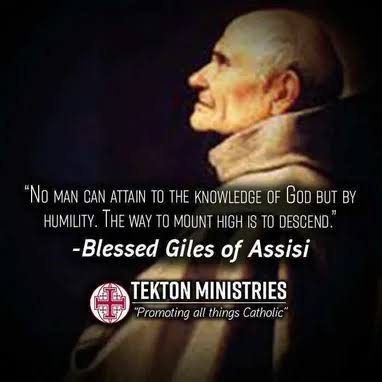 “No man can attain to the knowledge of God but by
humility. The way to mount high is to descend.”
-Blessed Giles of Assisi
TEKTON MINISTRIES
“Promoting all things Catholic”